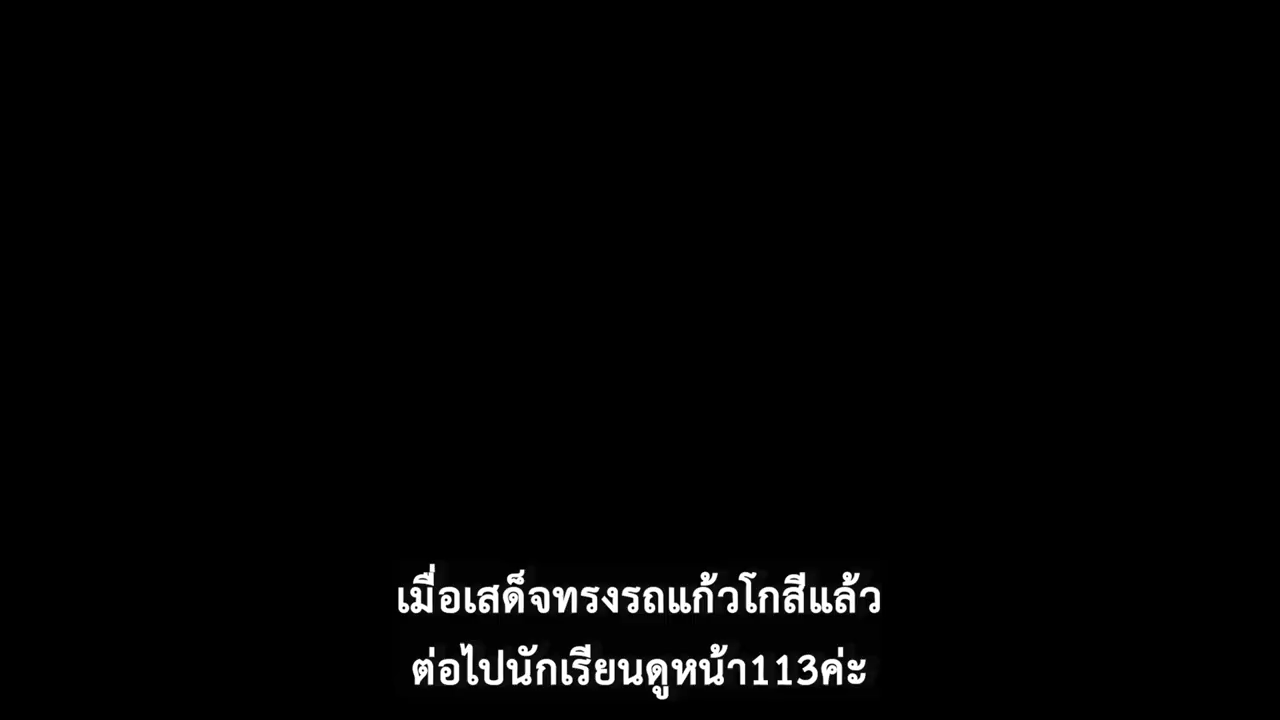 เมื่อเสด็จทรงรถแก้วโกสีแล้ว
ต่อไปนักเรียนดูหน้า113ค่ะ